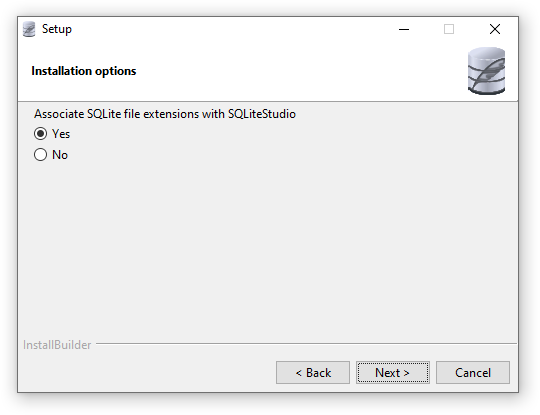 Setup
Installation options
Associate SQLite file extensions with SQLiteStudio
Yes
No
InstallBuilder
< Back
Next >
Cancel